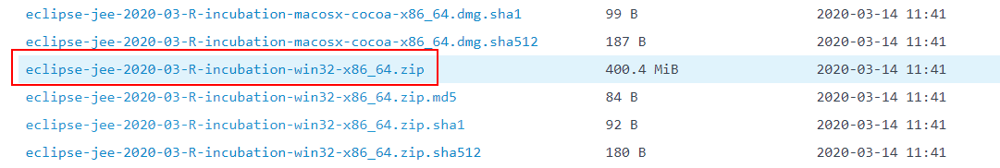 eclipse-jee-2020-03-R-incubation-macosx-cocoa-x86_64.dmg.sha1 99 B 2020-03-14 11:41
eclipse-jee-2020-03-R-incubation-macosx-cocoa-x86_64.dmg.sha512 187 B 2020-03-14 11:41
eclipse-jee-2020-03-R-incubation-win32-x86_64.zip 400.4 MiB 2020-03-14 11:41
eclipse-jee-2020-03-R-incubation-win32-x86_64.zip.md5 84 B 2020-03-14 11:41
eclipse-jee-2020-03-R-incubation-win32-x86_64.zip.sha1 92 B 2020-03-14 11:41
eclipse-jee-2020-03-R-incubation-win32-x86_64.zip.sha512 180 B 2020-03-14 11:41